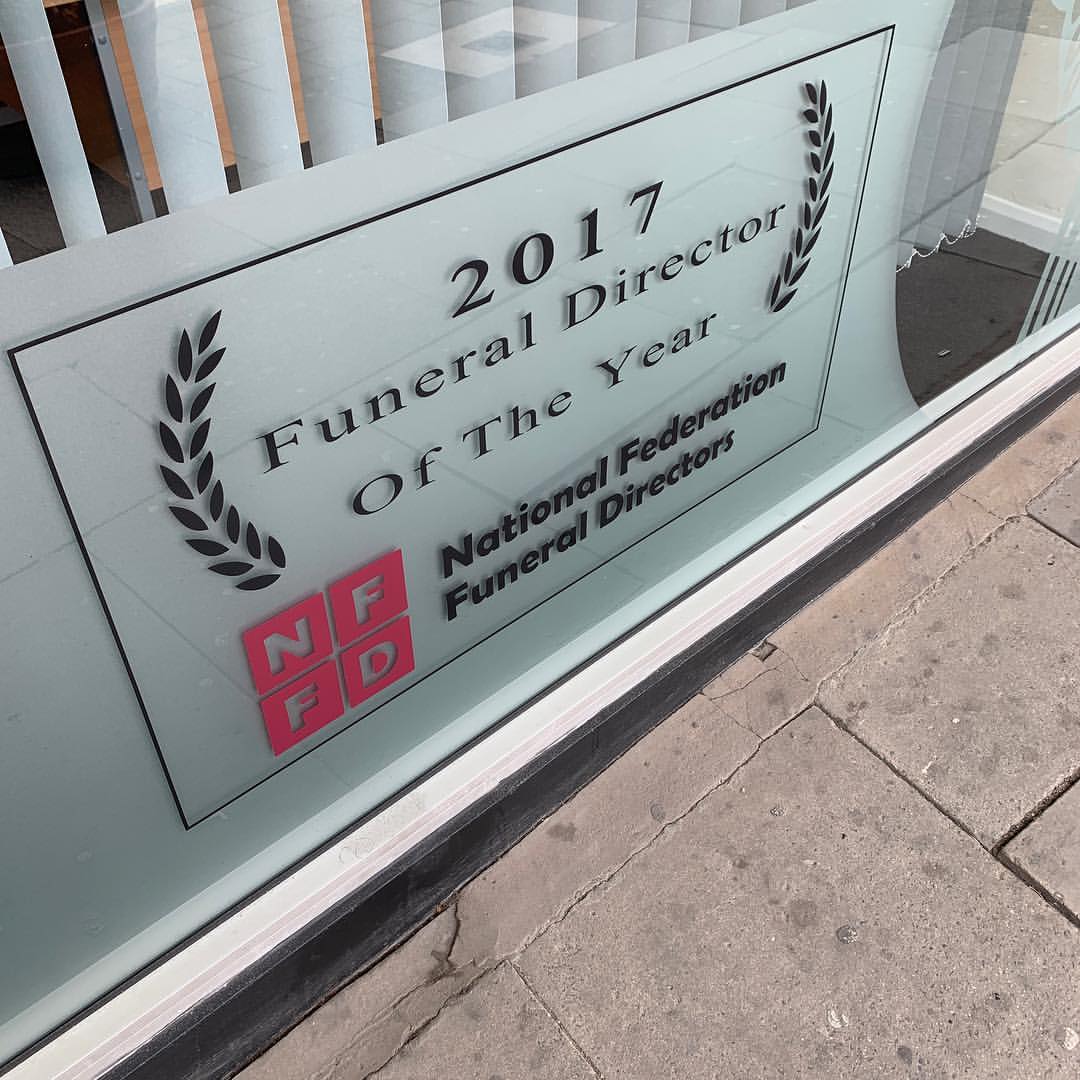 2017
Funeral Director
Of The Year
National Federation
Funeral Directors
NF
FD